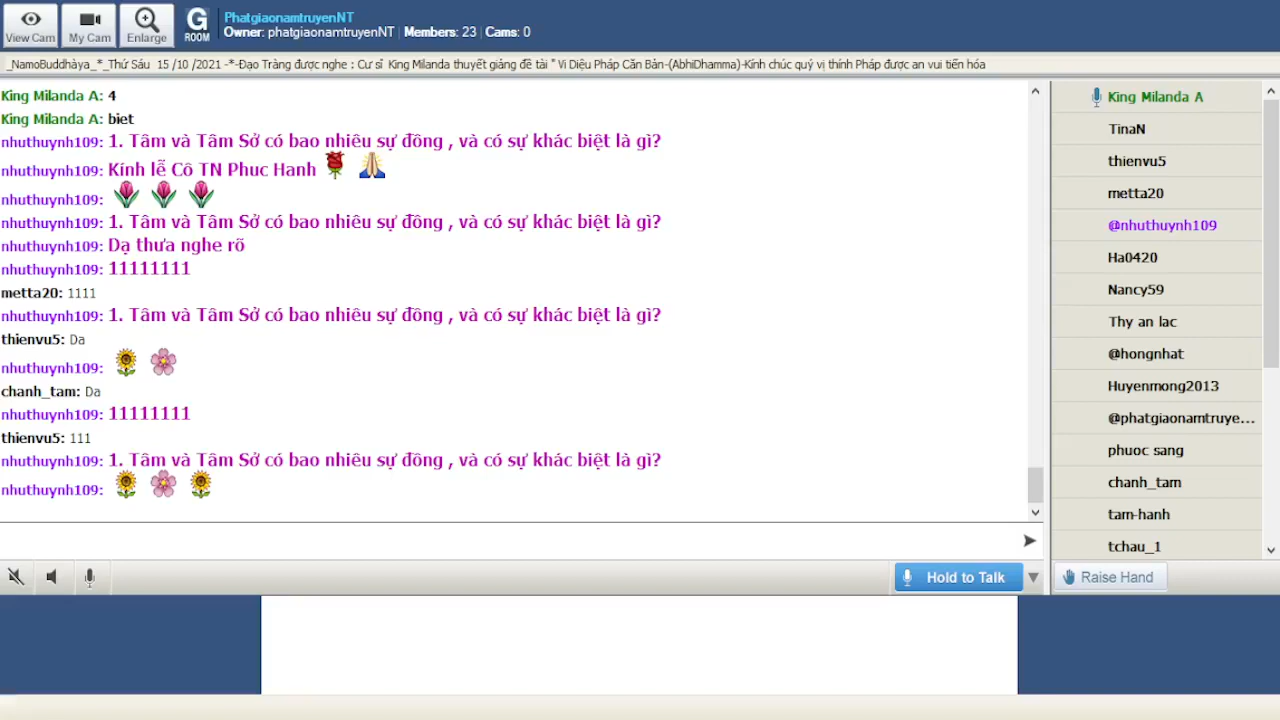 View Cam
My Cam
Enlarge
G
ROOM
PhatgiaonamtruyenNT
Owner: phatgiaonamtruyenNT | Members: 23 | Cams: 0
_NamoBuddhàya_*_Thứ Sáu 15 /10 /2021 -*-Đạo Tràng được nghe : Cư sĩ King Milanda thuyết giảng đề tài " Vi Diệu Pháp Căn Bản-(AbhiDhamma)-Kính chúc quý vị thính Pháp được an vui tiến hóa
King Milanda A: 4
King Milanda A: biet
nhuthuynh109: 1. Tâm và Tâm Sở có bao nhiêu sự đồng , và có sự khác biệt là gì?
nhuthuynh109: Kính lễ Cô TN Phuc Hanh
nhuthuynh109:
nhuthuynh109: 1. Tâm và Tâm Sở có bao nhiêu sự đồng , và có sự khác biệt là gì?
nhuthuynh109: Dạ thưa nghe rõ
nhuthuynh109: 11111111
metta20: 1111
nhuthuynh109: 1. Tâm và Tâm Sở có bao nhiêu sự đồng , và có sự khác biệt là gì?
thienvu5: Da
nhuthuynh109:
chanh_tam: Da
nhuthuynh109: 11111111
thienvu5: 111
nhuthuynh109: 1. Tâm và Tâm Sở có bao nhiêu sự đồng , và có sự khác biệt là gì?
nhuthuynh109:
Hold to Talk
King Milanda A
TinaN
thienvu5
metta20
@nhuthuynh109
Ha0420
Nancy59
Thy an lac
@hongnhat
Huyenmong2013
@phatgiaonamtruye...
phuoc sang
chanh_tam
tam-hanh
tchau_1
Raise Hand